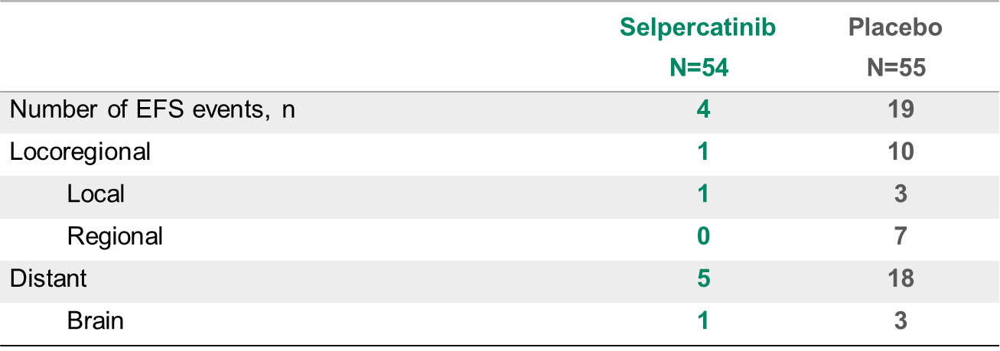 Selpercatinib Placebo
N=54 N=55
Number of EFS events, n 4 19
Locoregional 1 10
Local 1 3
Regional 0 7
Distant 5 18
Brain 1 3